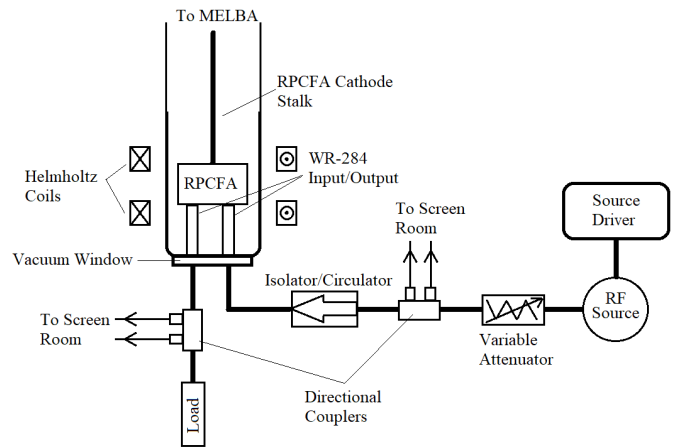 To MELBA
RPCFA Cathode
Stalk
WR-284
Input/Output
Helmholtz
Coils
RPCFA
To Screen
Room
Source
Driver
Vacuum Window
Isolator/Circulator
RF
Source
To Screen
Room
Variable
Attenuator
Directional
Couplers
Load